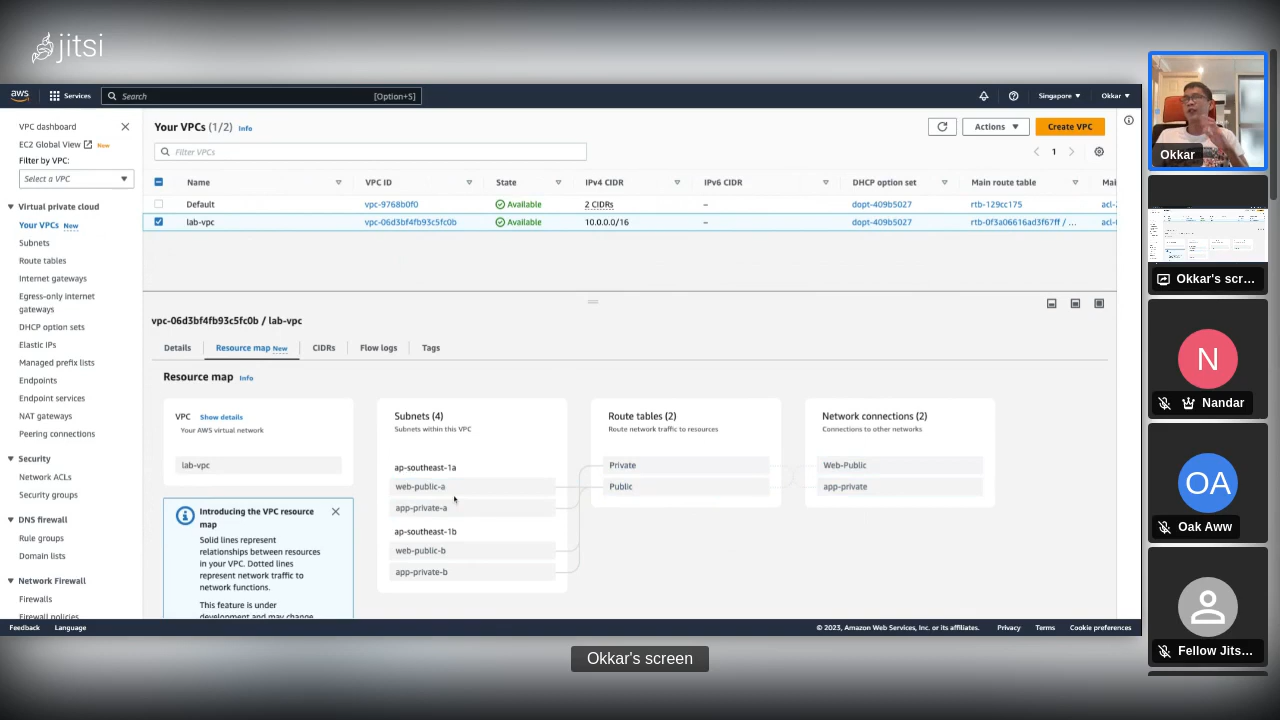 jitsi
aws
Services
Search
[Option+S]
Singapore
Okkar
VPC dashboard
EC2 Global View New
Filter by VPC:
Select a VPC
Virtual private cloud
Your VPCs New
Subnets
Route tables
Internet gateways
Egress-only internet
gateways
DHCP option sets
Elastic IPs
Managed prefix lists
Endpoints
Endpoint services
NAT gateways
Peering connections
Security
Network ACLs
Security groups
DNS firewall
Rule groups
Domain lists
Network Firewall
Firewalls
Firewall policies
Your VPCs (1/2) Info
Actions
Create VPC
Filter VPCs
1
Name VPC ID State IPv4 CIDR IPv6 CIDR DHCP option set Main route table Mai
Default vpc-9768b0f0 Available 2 CIDRs – dopt-409b5027 rtb-129cc175 acl-
lab-vpc vpc-06d3bf4fb93c5fc0b Available 10.0.0.0/16 – dopt-409b5027 rtb-0f3a06616ad3f67ff / ... acl-
vpc-06d3bf4fb93c5fc0b / lab-vpc
Details Resource map New CIDRs Flow logs Tags
Resource map Info
VPC Show details
Your AWS virtual network
lab-vpc
Introducing the VPC resource
map
Solid lines represent
relationships between resources
in your VPC. Dotted lines
represent network traffic to
network functions.
This feature is under
development and may change
Subnets (4)
Subnets within this VPC
ap-southeast-1a
web-public-a
app-private-a
ap-southeast-1b
web-public-b
app-private-b
Route tables (2)
Route network traffic to resources
Private
Public
Network connections (2)
Connections to other networks
Web-Public
app-private
Feedback Language
© 2023, Amazon Web Services, Inc. or its affiliates. Privacy Terms Cookie preferences
Okkar's screen
Okkar
Okkar's scr...
N
Nandar
OA
Oak Aww
Fellow Jits...